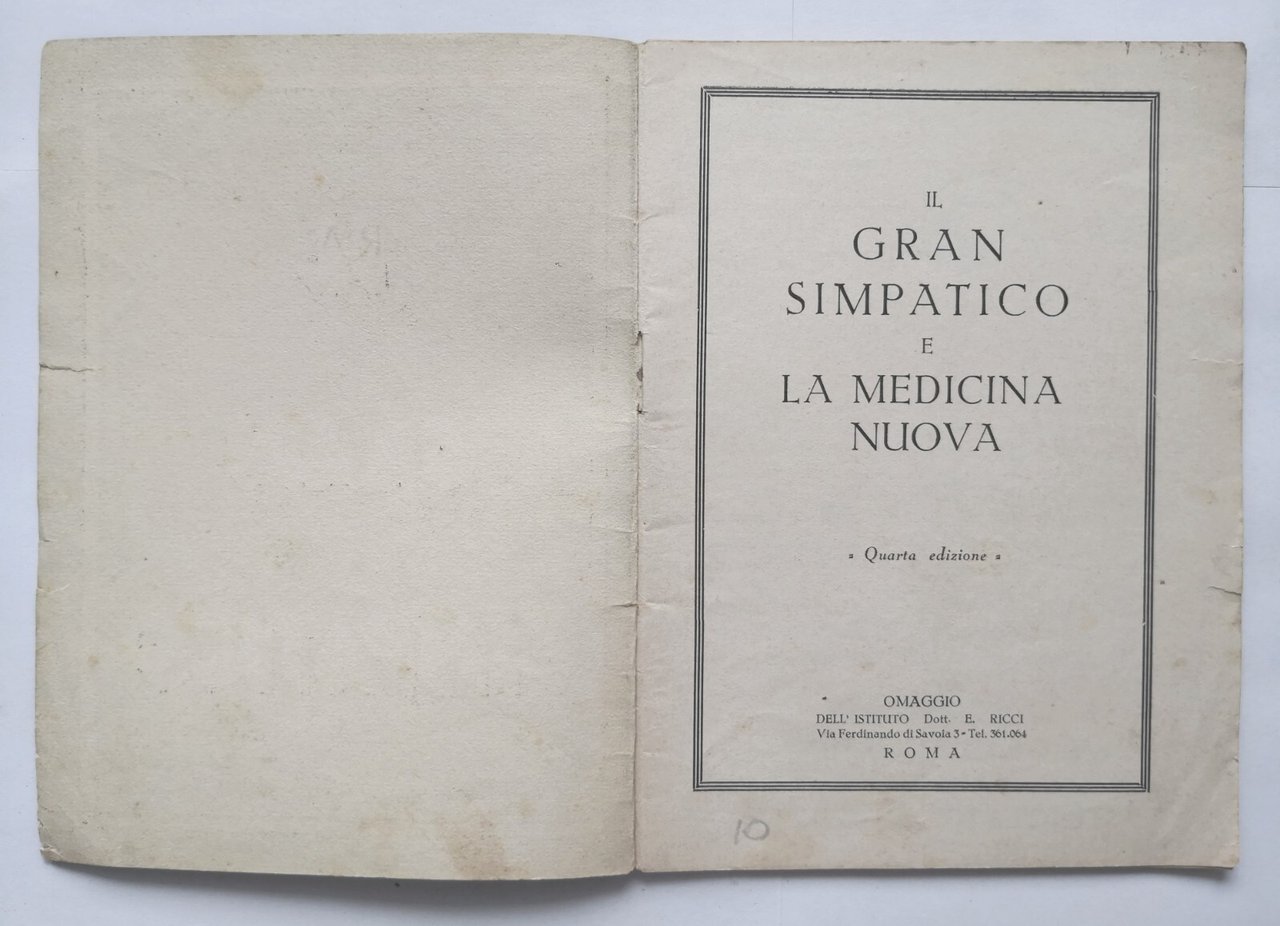 IL
GRAN
SIMPATICO
E
LA MEDICINA
NUOVA
Quarta edizione
OMAGGIO
DELL' ISTITUTO Dott. E. RICCI
Via Ferdinando di Savoia 3 - Tel. 361.064
ROMA
10